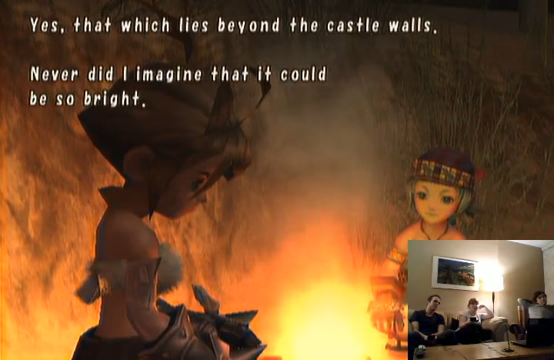 Yes, that which lies beyond the castle walls.
Never did I imagine that it could
be so bright.